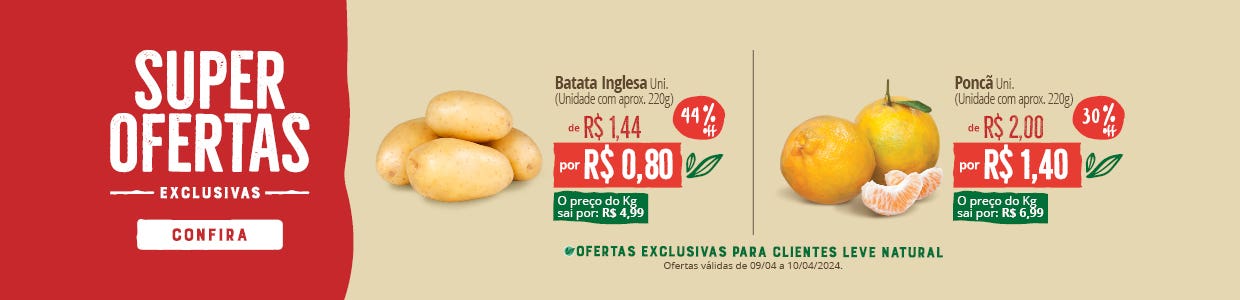 SUPER
OFERTAS
EXCLUSIVAS
CONFIRA
Batata Inglesa Uni.
(Unidade com aprox. 220g)
44% off
de R$ 1,44
por R$ 0,80
O preço do Kg
sai por: R$ 4,99
Poncã Uni.
(Unidade com aprox. 220g)
30% off
de R$ 2,00
por R$ 1,40
O preço do Kg
sai por: R$ 6,99
OFERTAS EXCLUSIVAS PARA CLIENTES LEVE NATURAL
Ofertas válidas de 09/04 a 10/04/2024.